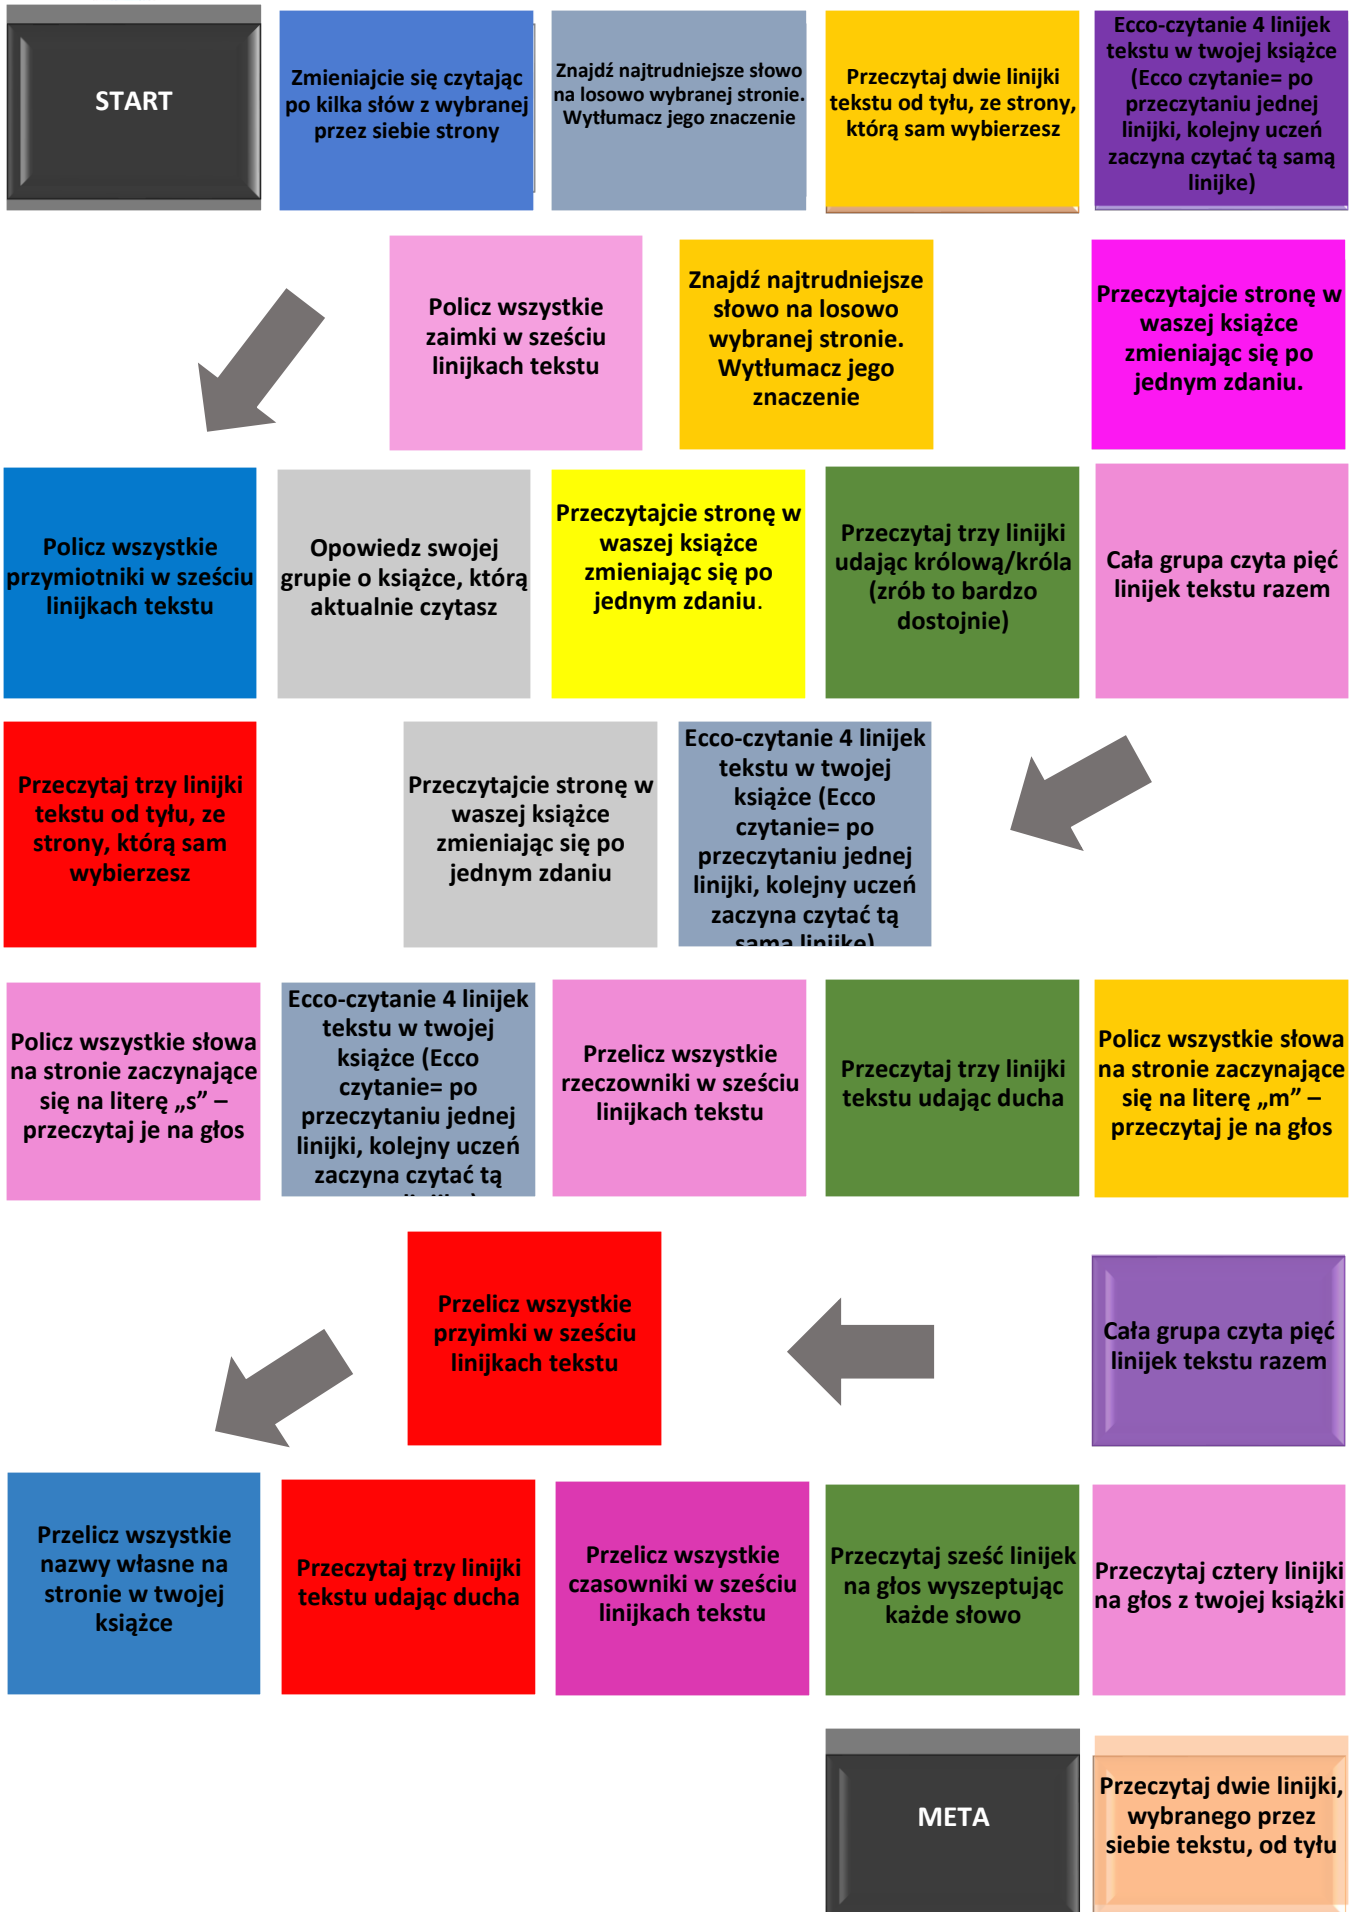 START
Zmieniajcie się czytając
po kilka słów z wybranej
przez siebie strony
Znajdź najtrudniejsze słowo
na losowo wybranej stronie.
Wytłumacz jego znaczenie
Przeczytaj dwie linijki
tekstu od tyłu, ze strony,
którą sam wybierzesz
Ecco-czytanie 4 linijek
tekstu w twojej książce
(Ecco czytanie= po
przeczytaniu jednej
linijki, kolejny uczeń
zaczyna czytać tą samą
linijke)
Policz wszystkie
zaimki w sześciu
linijkach tekstu
Znajdź najtrudniejsze
słowo na losowo
wybranej stronie.
Wytłumacz jego
znaczenie
Przeczytajcie stronę w
waszej książce
zmieniając się po
jednym zdaniu.
Policz wszystkie
przymiotniki w sześciu
linijkach tekstu
Opowiedz swojej
grupie o książce, którą
aktualnie czytasz
Przeczytajcie stronę w
waszej książce
zmieniając się po
jednym zdaniu.
Przeczytaj trzy linijki
udając królową/króla
(zrób to bardzo
dostojnie)
Cała grupa czyta pięć
linijek tekstu razem
Przeczytaj trzy linijki
tekstu od tyłu, ze
strony, którą sam
wybierzesz
Przeczytajcie stronę w
waszej książce
zmieniając się po
jednym zdaniu
Ecco-czytanie 4 linijek
tekstu w twojej
książce (Ecco
czytanie= po
przeczytaniu jednej
linijki, kolejny uczeń
zaczyna czytać tą
samą linijke)
Policz wszystkie słowa
na stronie zaczynające
się na literę „s” –
przeczytaj je na głos
Ecco-czytanie 4 linijek
tekstu w twojej
książce (Ecco
czytanie= po
przeczytaniu jednej
linijki, kolejny uczeń
zaczyna czytać tą
Przelicz wszystkie
rzeczowniki w sześciu
linijkach tekstu
Przeczytaj trzy linijki
tekstu udając ducha
Policz wszystkie słowa
na stronie zaczynające
się na literę „m” –
przeczytaj je na głos
Przelicz wszystkie
przyimki w sześciu
linijkach tekstu
Cała grupa czyta pięć
linijek tekstu razem
Przelicz wszystkie
nazwy własne na
stronie w twojej
książce
Przeczytaj trzy linijki
tekstu udając ducha
Przelicz wszystkie
czasowniki w sześciu
linijkach tekstu
Przeczytaj sześć linijek
na głos wyszeptując
każde słowo
Przeczytaj cztery linijki
na głos z twojej książki
META
Przeczytaj dwie linijki,
wybranego przez
siebie tekstu, od tyłu